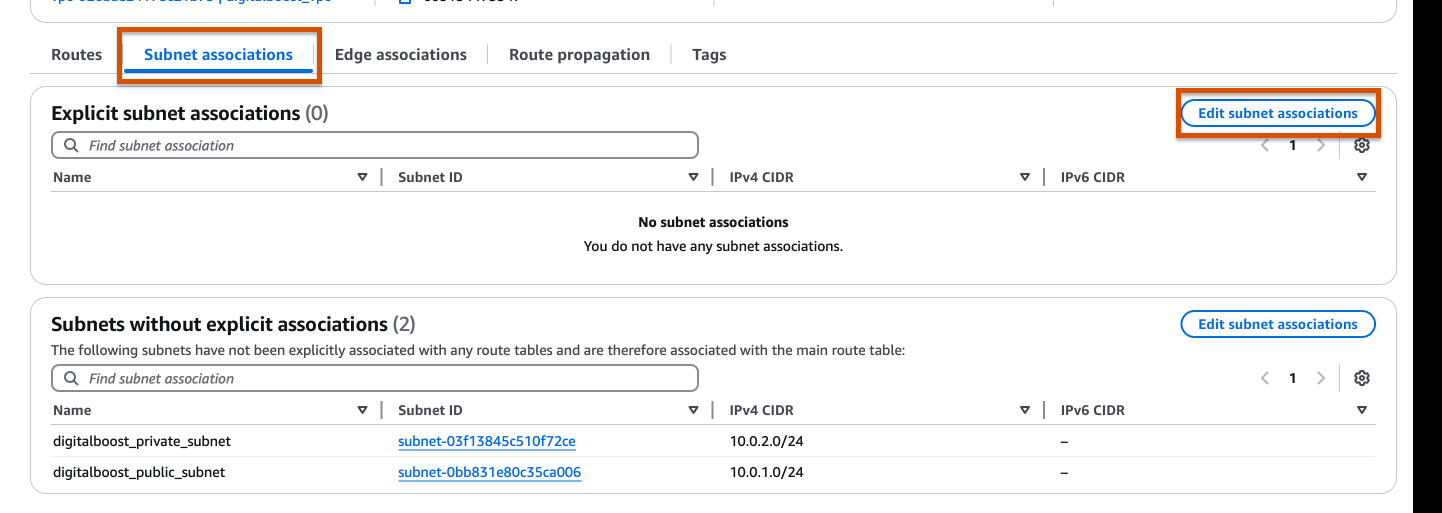 Routes Subnet associations Edge associations Route propagation Tags
Explicit subnet associations (0) Edit subnet associations
Find subnet association 1
Name Subnet ID IPv4 CIDR IPv6 CIDR
No subnet associations
You do not have any subnet associations.
Subnets without explicit associations (2) Edit subnet associations
The following subnets have not been explicitly associated with any route tables and are therefore associated with the main route table:
Find subnet association 1
Name Subnet ID IPv4 CIDR IPv6 CIDR
digitalboost_private_subnet subnet-03f13845c510f72ce 10.0.2.0/24 –
digitalboost_public_subnet subnet-0bb831e80c35ca006 10.0.1.0/24 –